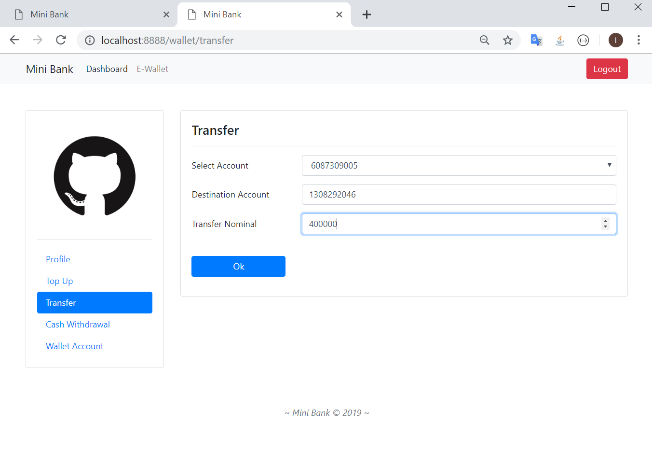 Mini Bank
Mini Bank
localhost:8888/wallet/transfer
I
Mini Bank Dashboard E-Wallet Logout
Profile
Top Up
Transfer
Cash Withdrawal
Wallet Account
Transfer
Select Account 6087309005
Destination Account 1308292046
Transfer Nominal 400000
Ok
~ Mini Bank © 2019 ~